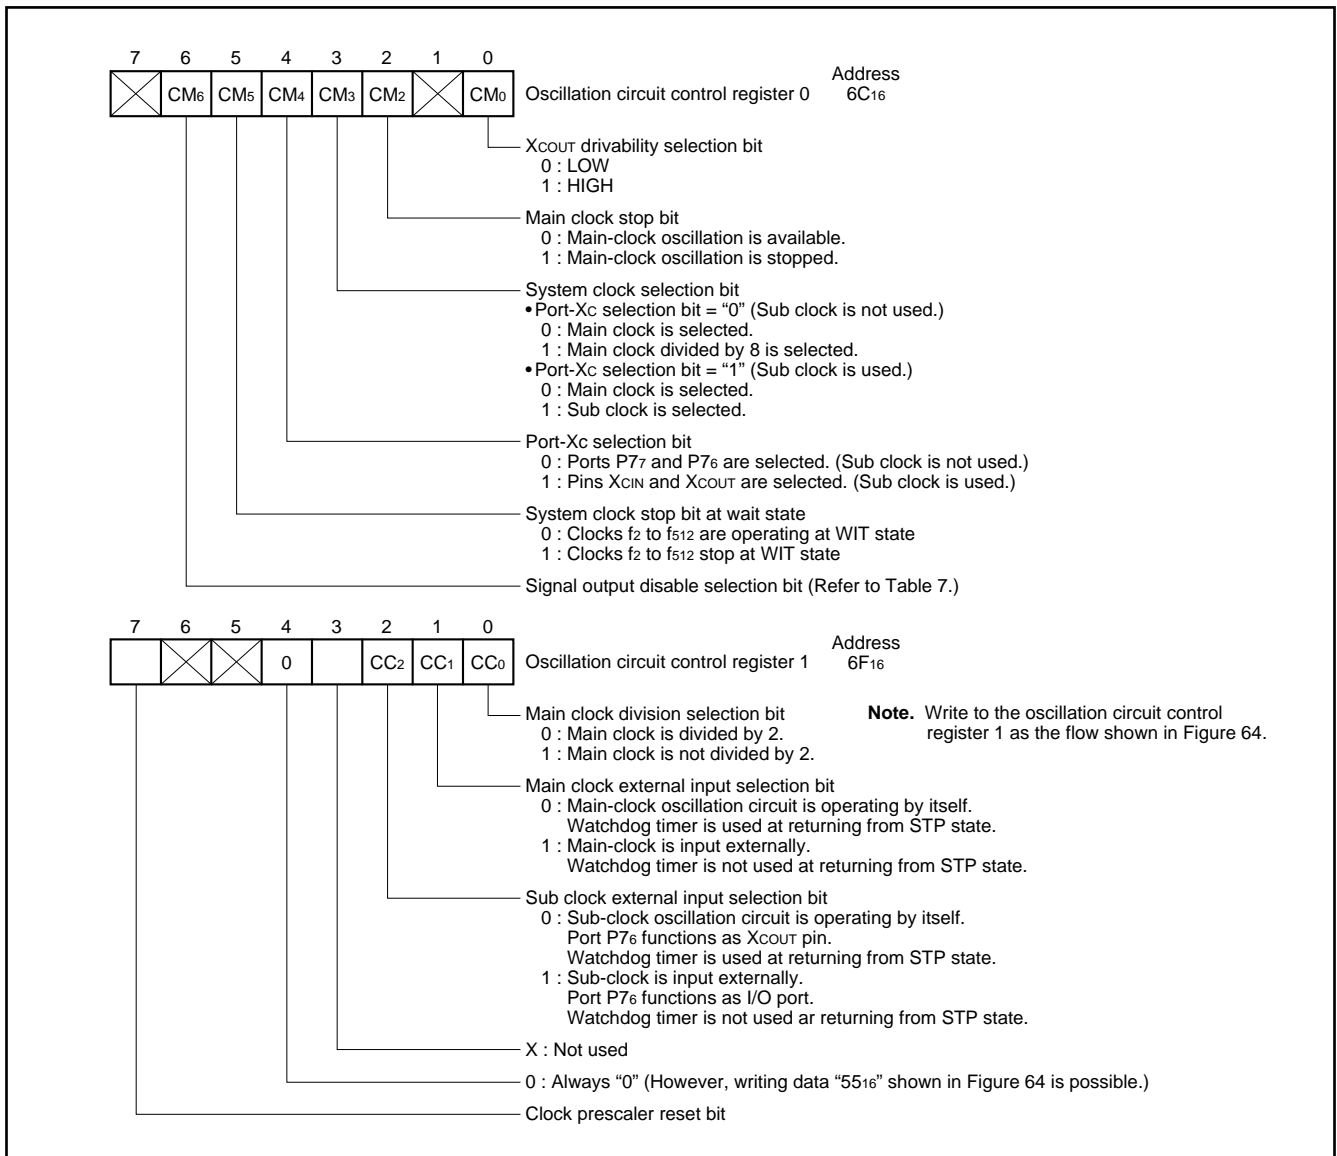 7 6 5 4 3 2 1 0
CM6 CM5 CM4 CM3 CM2 CM0 Oscillation circuit control register 0
Address
6C16
XCOUT drivability selection bit
0 : LOW
1 : HIGH
Main clock stop bit
0 : Main-clock oscillation is available.
1 : Main-clock oscillation is stopped.
System clock selection bit
•Port-XC selection bit = “0” (Sub clock is not used.)
0 : Main clock is selected.
1 : Main clock divided by 8 is selected.
•Port-XC selection bit = “1” (Sub clock is used.)
0 : Main clock is selected.
1 : Sub clock is selected.
Port-Xc selection bit
0 : Ports P77 and P76 are selected. (Sub clock is not used.)
1 : Pins XCIN and XCOUT are selected. (Sub clock is used.)
System clock stop bit at wait state
0 : Clocks f2 to f512 are operating at WIT state
1 : Clocks f2 to f512 stop at WIT state
Signal output disable selection bit (Refer to Table 7.)
7 6 5 4 3 2 1 0
0 CC2 CC1 CC0 Oscillation circuit control register 1
Address
6F16
Main clock division selection bit
0 : Main clock is divided by 2.
1 : Main clock is not divided by 2.
Note. Write to the oscillation circuit control
register 1 as the flow shown in Figure 64.
Main clock external input selection bit
0 : Main-clock oscillation circuit is operating by itself.
Watchdog timer is used at returning from STP state.
1 : Main-clock is input externally.
Watchdog timer is not used at returning from STP state.
Sub clock external input selection bit
0 : Sub-clock oscillation circuit is operating by itself.
Port P76 functions as XCOUT pin.
Watchdog timer is used at returning from STP state.
1 : Sub-clock is input externally.
Port P76 functions as I/O port.
Watchdog timer is not used ar returning from STP state.
X : Not used
0 : Always “0” (However, writing data “5516” shown in Figure 64 is possible.)
Clock prescaler reset bit